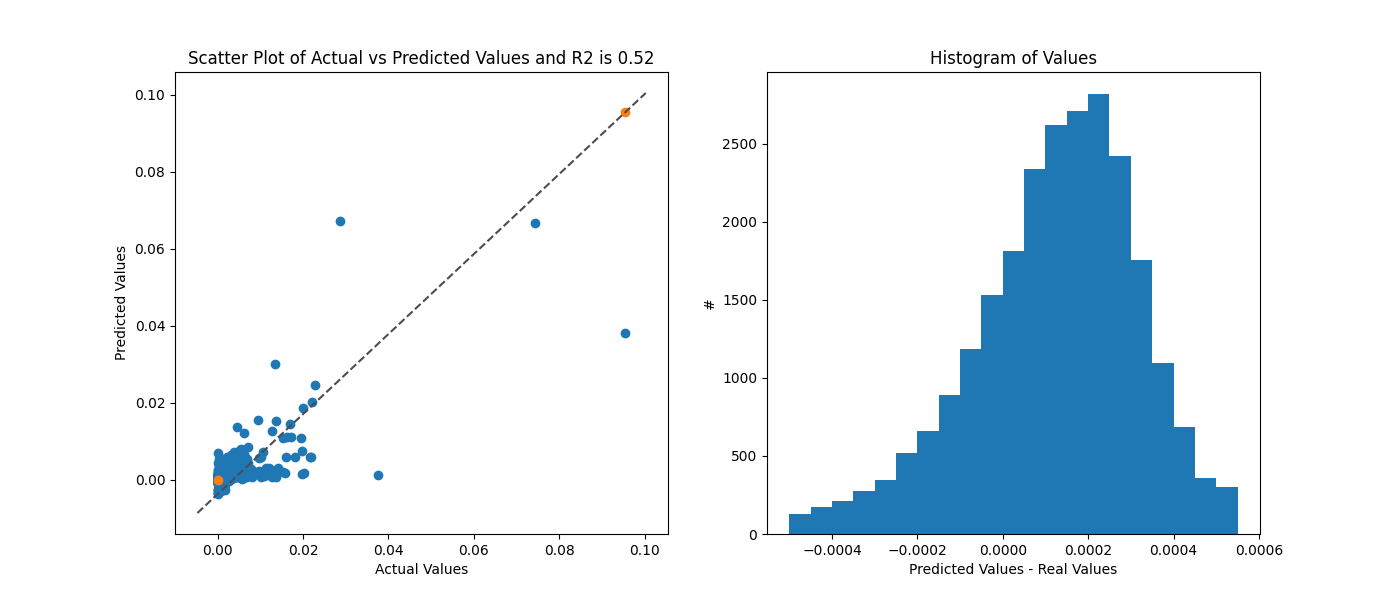 Scatter Plot of Actual vs Predicted Values and R2 is 0.52
0.10
0.08
0.06
0.04
0.02
0.00
Predicted Values
0.00 0.02 0.04 0.06 0.08 0.10
Actual Values
Histogram of Values
2500
2000
1500
1000
500
0
#
−0.0004 −0.0002 0.0000 0.0002 0.0004 0.0006
Predicted Values - Real Values